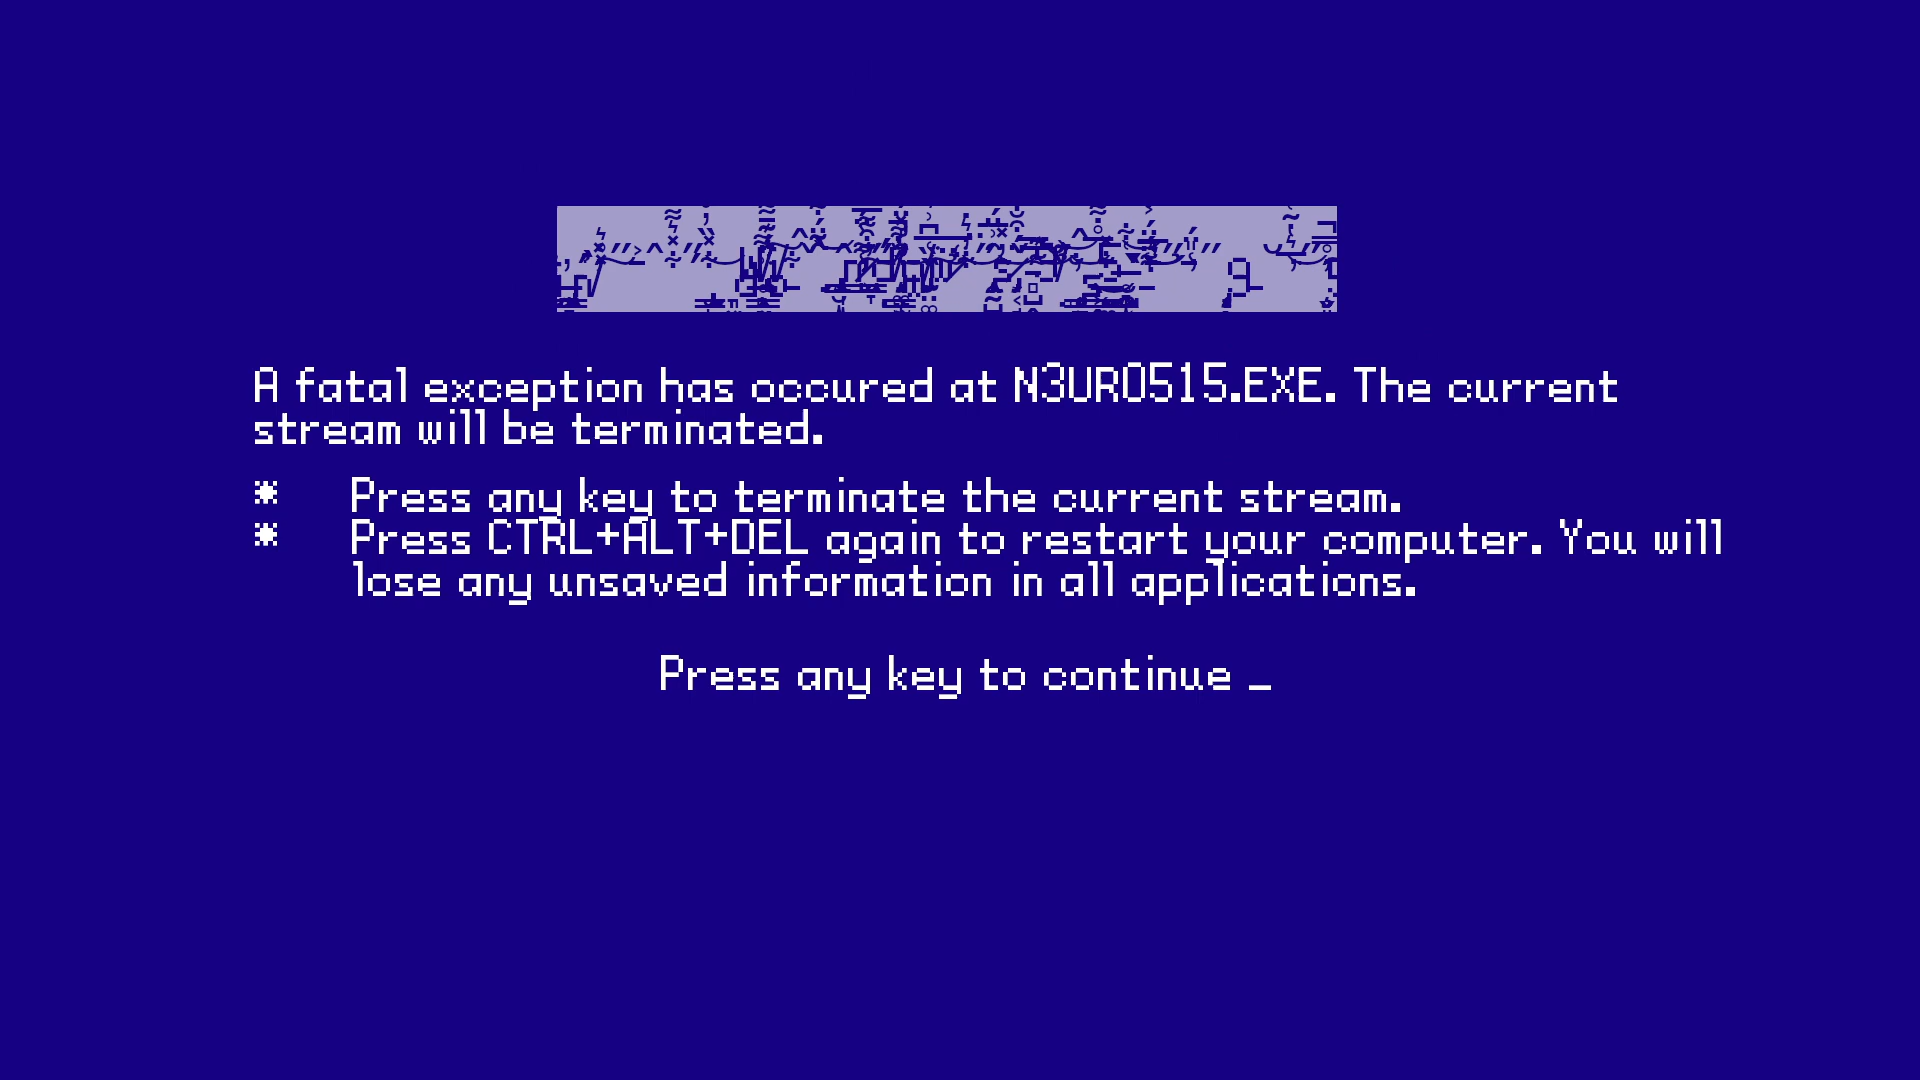 A fatal exception has occured at N3UR0515.EXE. The current
stream will be terminated.
* Press any key to terminate the current stream.
* Press CTRL+ALT+DEL again to restart your computer. You will
lose any unsaved information in all applications.
Press any key to continue _